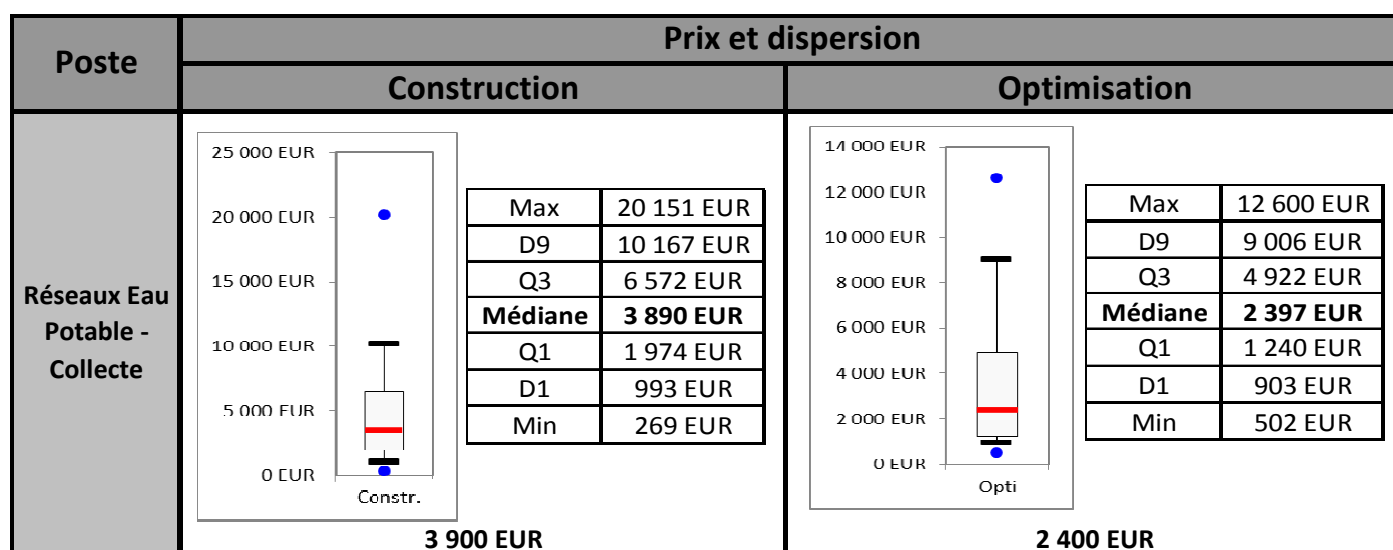 Poste
Prix et dispersion
Construction
Optimisation
Réseaux Eau
Potable -
Collecte
25 000 EUR
20 000 EUR
15 000 EUR
10 000 EUR
5 000 EUR
0 EUR
Constr.
Max 20 151 EUR
D9 10 167 EUR
Q3 6 572 EUR
Médiane 3 890 EUR
Q1 1 974 EUR
D1 993 EUR
Min 269 EUR
3 900 EUR
14 000 EUR
12 000 EUR
10 000 EUR
8 000 EUR
6 000 EUR
4 000 EUR
2 000 EUR
0 EUR
Opti
Max 12 600 EUR
D9 9 006 EUR
Q3 4 922 EUR
Médiane 2 397 EUR
Q1 1 240 EUR
D1 903 EUR
Min 502 EUR
2 400 EUR